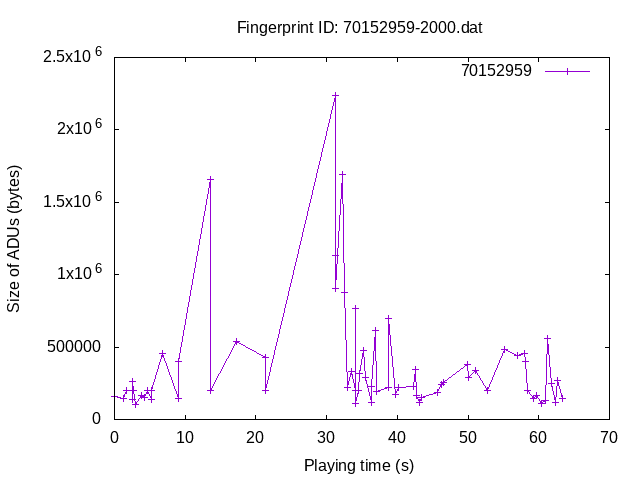 Fingerprint ID: 70152959-2000.dat
70152959
2.5x10^6
2x10^6
1.5x10^6
1x10^6
500000
0
Size of ADUs (bytes)
0 10 20 30 40 50 60 70
Playing time (s)